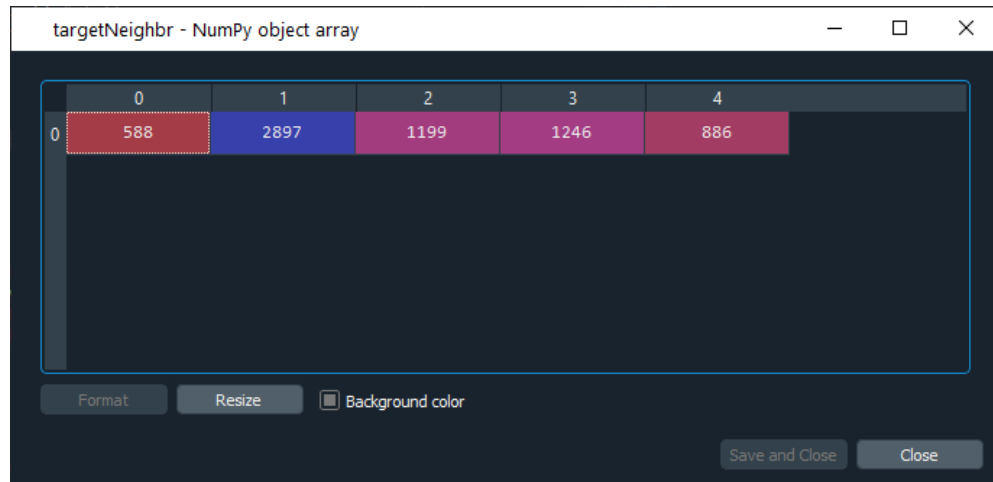 targetNeighbr - NumPy object array
0 1 2 3 4
0 588 2897 1199 1246 886
Format Resize Background color
Save and Close Close